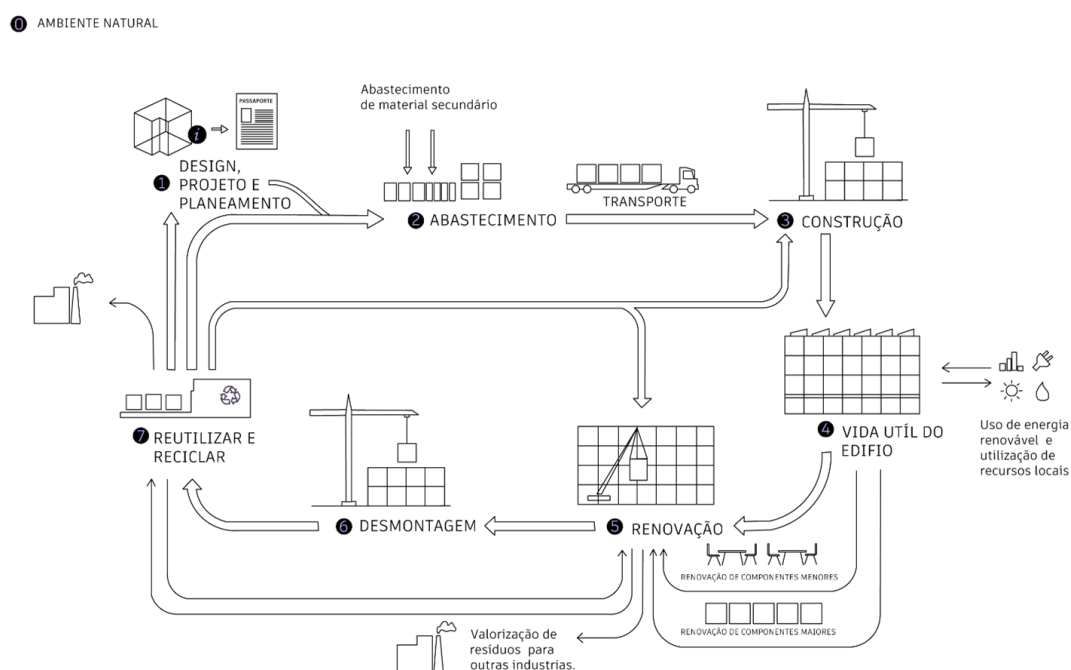 0 AMBIENTE NATURAL
Abastecimento
de material secundário
PASSAPORTE
i
1 DESIGN,
PROJETO E
PLANEAMENTO
2 ABASTECIMENTO
TRANSPORTE
3 CONSTRUÇÃO
4 VIDA UTÍL DO
EDIFIO
Uso de energia
renovável e
utilização de
recursos locais
7 REUTILIZAR E
RECICLAR
6 DESMONTAGEM
5 RENOVAÇÃO
RENOVAÇÃO DE COMPONENTES MENORES
RENOVAÇÃO DE COMPONENTES MAIORES
Valorização de
resíduos para
outras industrias.